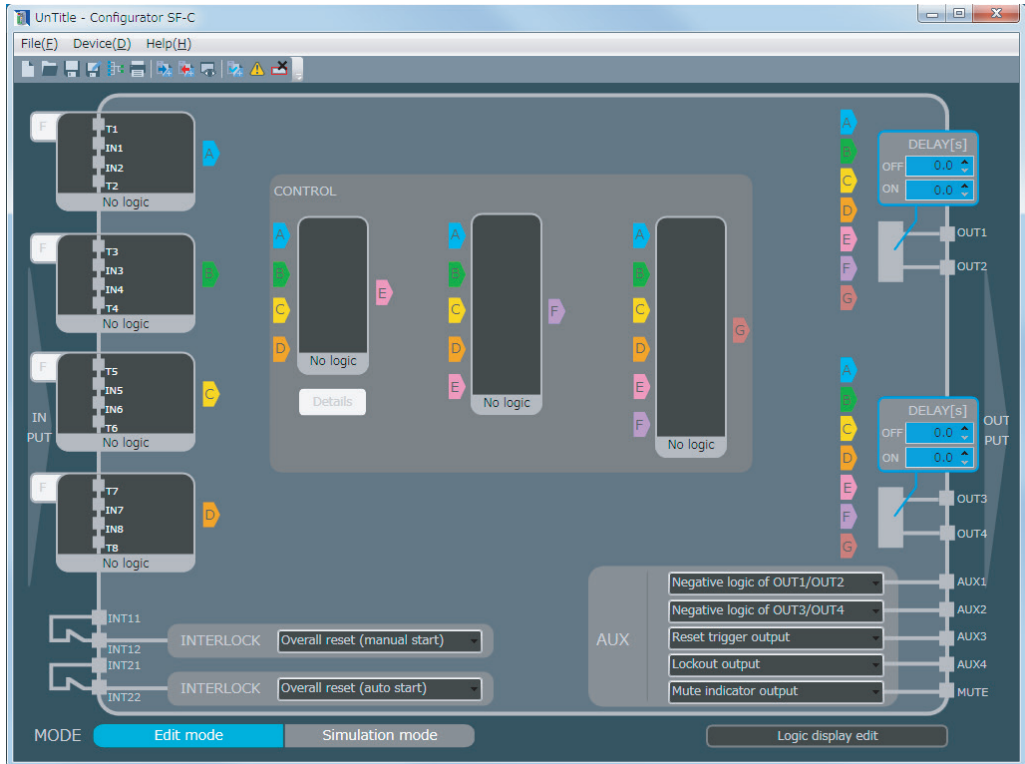 UnTitle - Configurator SF-C
File(F) Device(D) Help(H)
F
T1
IN1
IN2
T2
No logic
A
F
T3
IN3
IN4
T4
No logic
B
F
T5
IN5
IN6
T6
No logic
C
F
T7
IN7
IN8
T8
No logic
D
IN
PUT
CONTROL
A
B
C
D
No logic
E
Details
A
B
C
D
E
No logic
F
A
B
C
D
E
F
No logic
G
A
B
C
D
E
F
G
DELAY[s]
OFF 0.0
ON 0.0
OUT1
OUT2
A
B
C
D
E
F
G
DELAY[s]
OFF 0.0
ON 0.0
OUT3
OUT4
OUT
PUT
INT11
INT12
INTERLOCK Overall reset (manual start)
INT21
INT22
INTERLOCK Overall reset (auto start)
AUX
Negative logic of OUT1/OUT2 AUX1
Negative logic of OUT3/OUT4 AUX2
Reset trigger output AUX3
Lockout output AUX4
Mute indicator output MUTE
MODE Edit mode Simulation mode Logic display edit